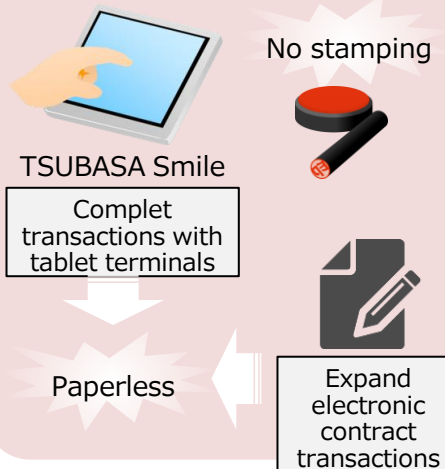 No stamping
TSUBASA Smile
Complet
transactions with
tablet terminals
Paperless
Expand
electronic
contract
transactions